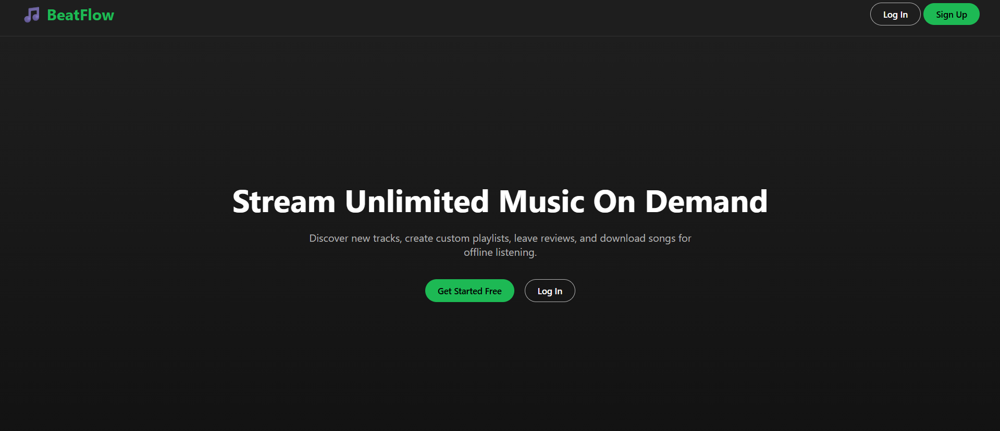 BeatFlow
Log In
Sign Up
Stream Unlimited Music On Demand
Discover new tracks, create custom playlists, leave reviews, and download songs for
offline listening.
Get Started Free
Log In